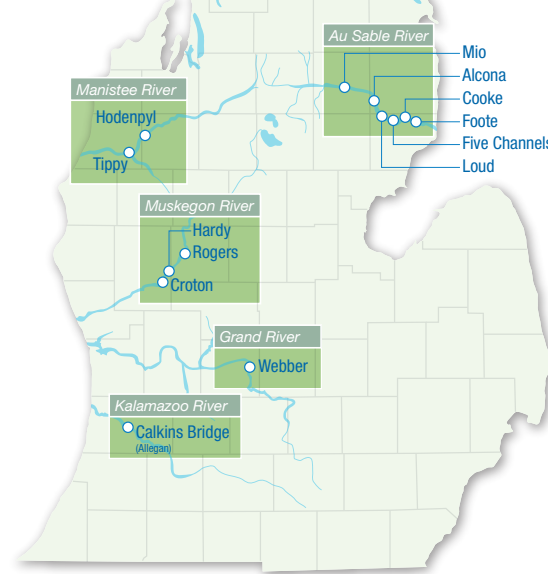 Au Sable River
Mio
Alcona
Cooke
Foote
Five Channels
Loud
Manistee River
Hodenpyl
Tippy
Muskegon River
Hardy
Rogers
Croton
Grand River
Webber
Kalamazoo River
Calkins Bridge
(Allegan)